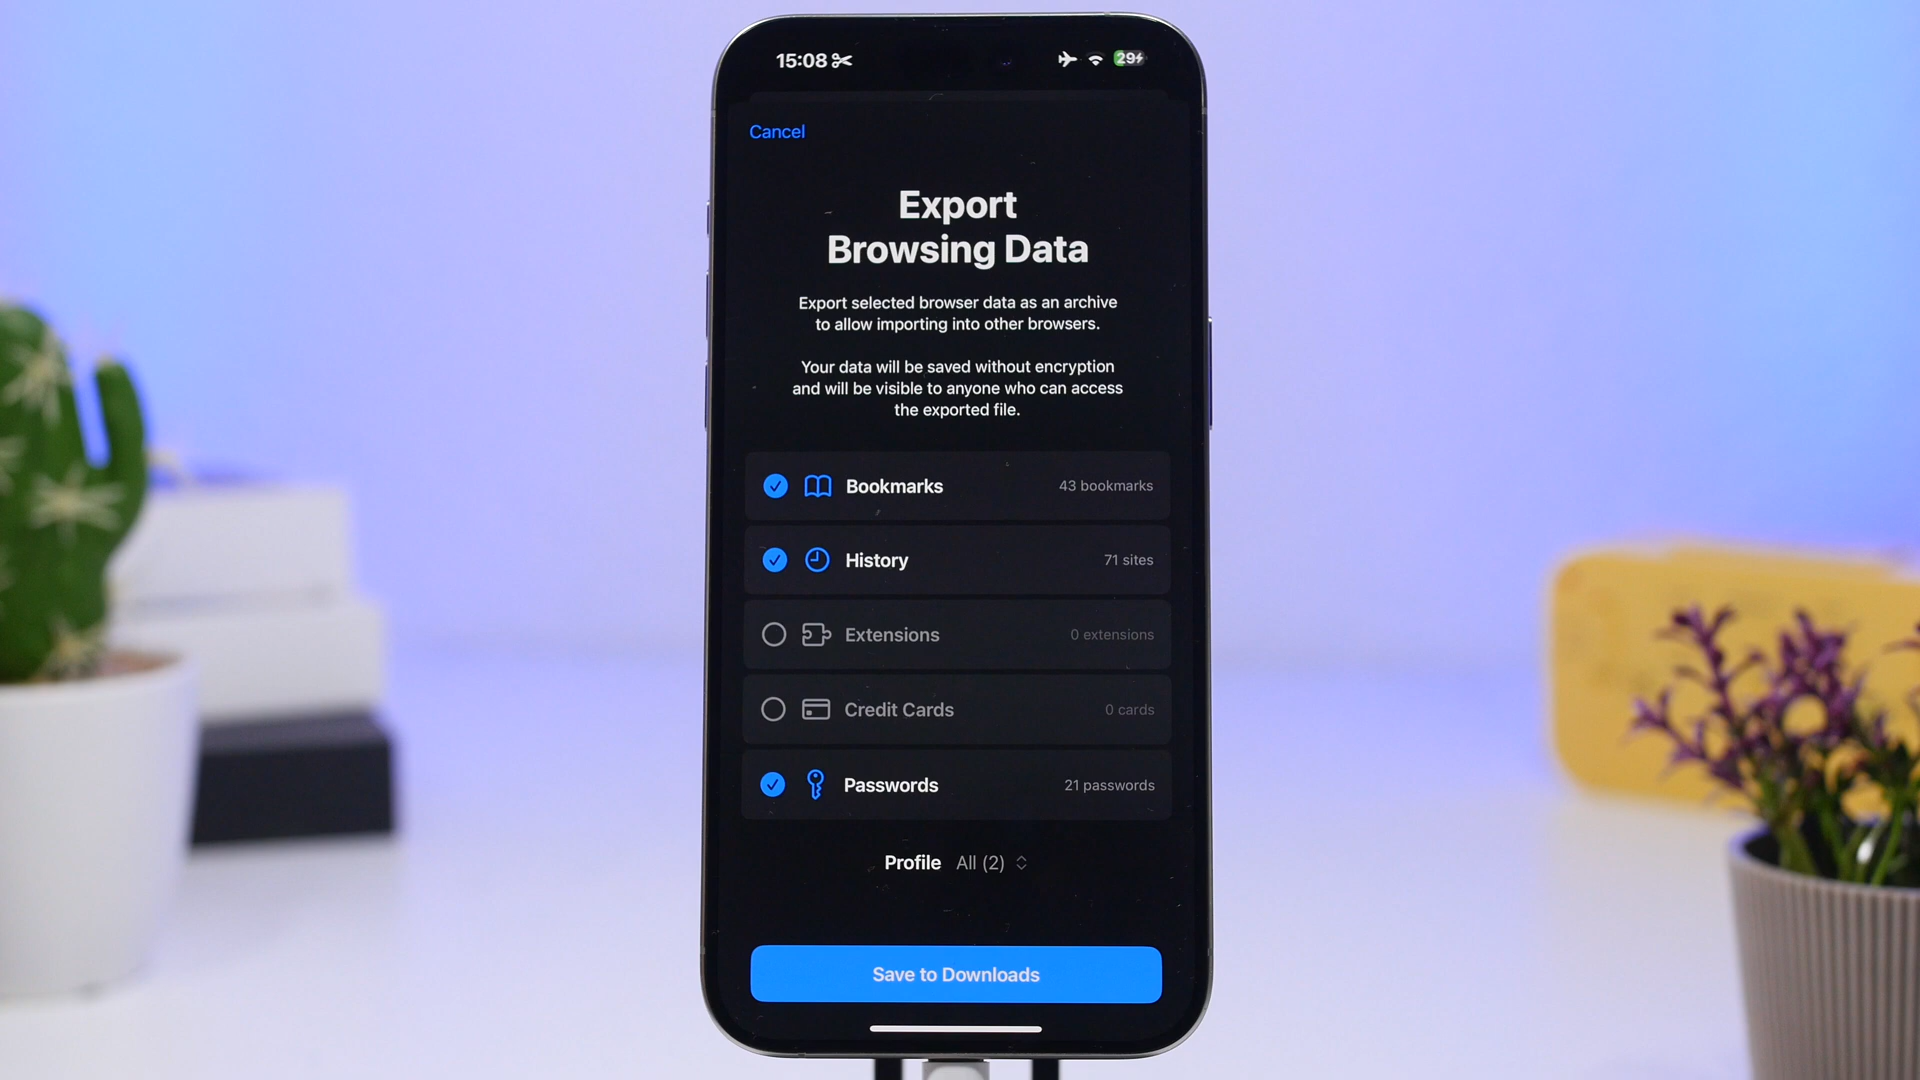 15:08
29
Cancel
Export
Browsing Data
Export selected browser data as an archive
to allow importing into other browsers.
Your data will be saved without encryption
and will be visible to anyone who can access
the exported file.
Bookmarks 43 bookmarks
History 71 sites
Extensions 0 extensions
Credit Cards 0 cards
Passwords 21 passwords
Profile All (2)
Save to Downloads